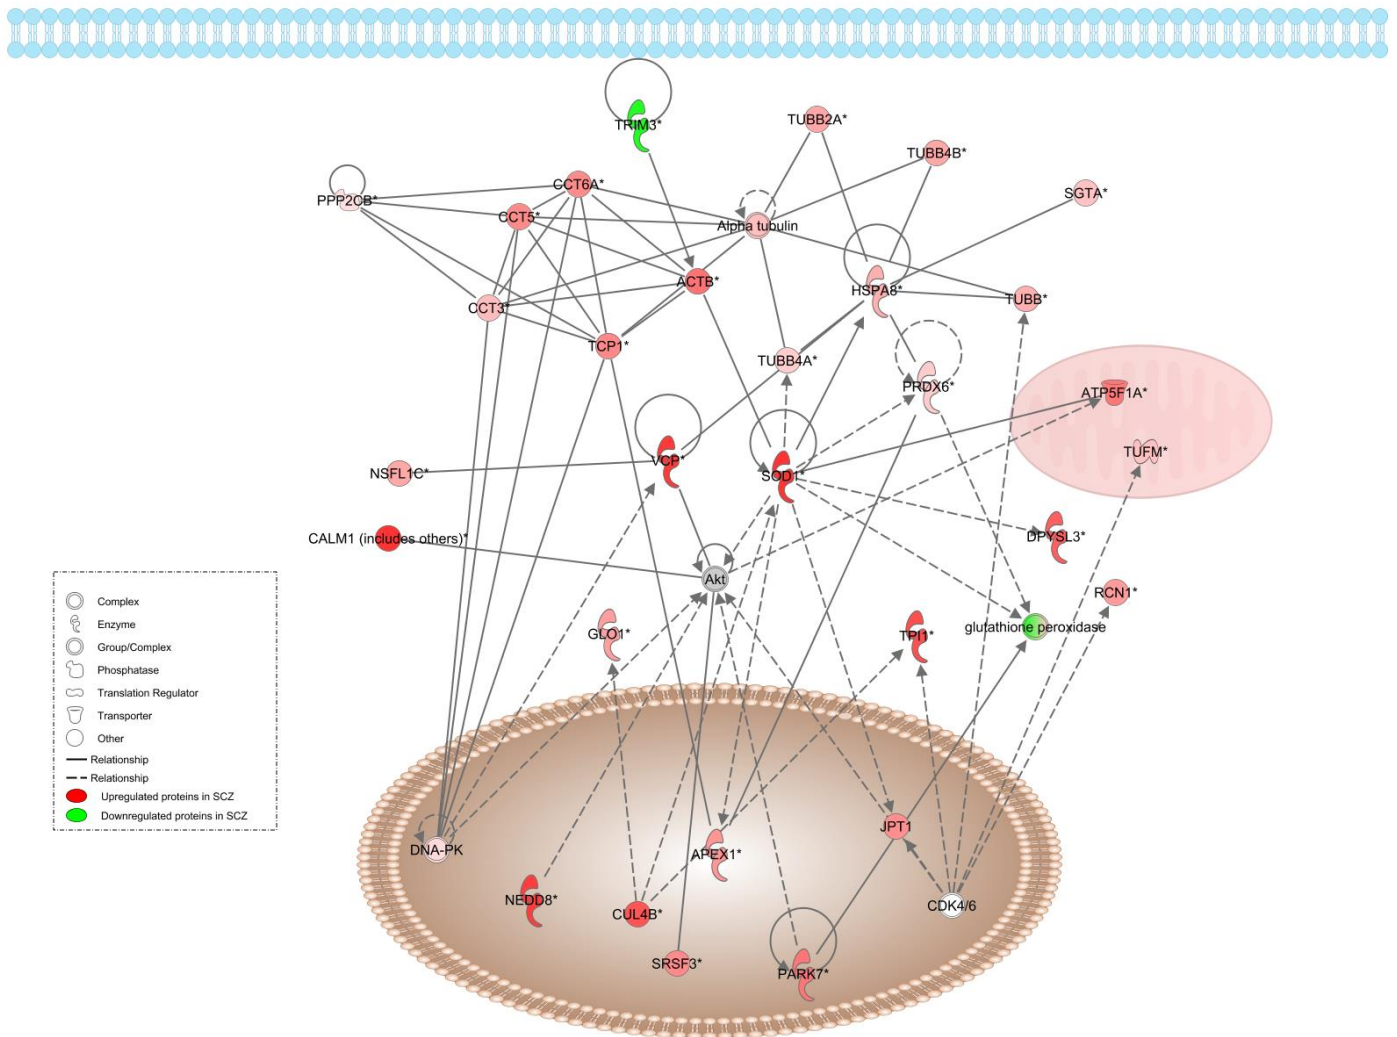 TRIM3*
TUBB2A*
TUBB4B*
CCT6A*
PPP2CB*
SGTA*
CCT5*
Alpha tubulin
ACTB*
HSPA8*
TUBB*
CCT3*
TCP1*
TUBB4A*
PRDX6*
ATP5F1A*
TUFM*
VCP*
NSFL1C*
SOD1*
CALM1 (includes others)*
DPYSL3*
Akt
RCN1*
GLO1*
TPI1*
glutathione peroxidase
Complex
Enzyme
Group/Complex
Phosphatase
Translation Regulator
Transporter
Other
Relationship
Relationship
Upregulated proteins in SCZ
Downregulated proteins in SCZ
JPT1
DNA-PK
APEX1*
NEDD8*
CUL4B*
CDK4/6
SRSF3*
PARK7*